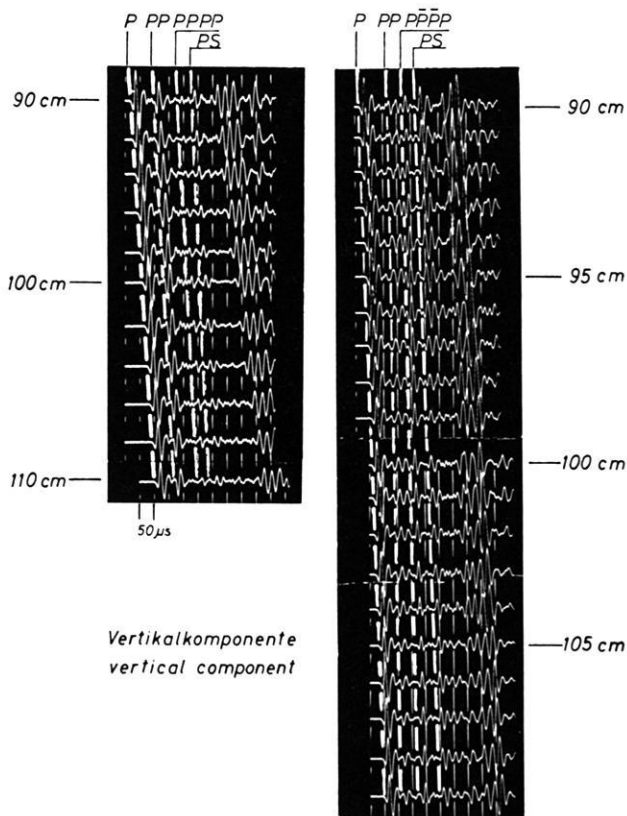 P PP PPPP
PS
90 cm
100 cm
110 cm
50 µs
Vertikalkomponente
vertical component
P PP PP̄P̄P
PS
90 cm
95 cm
100 cm
105 cm